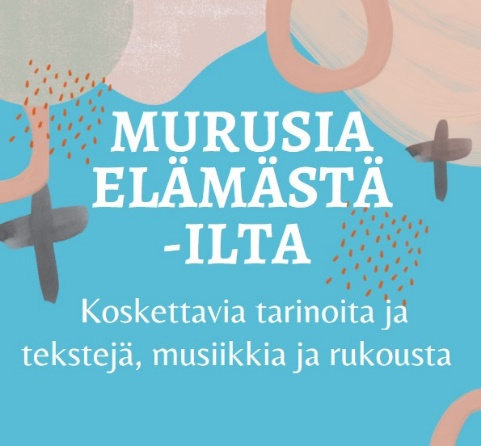 MURUSIA
ELÄMÄSTÄ
-ILTA
Koskettavia tarinoita ja
tekstejä, musiikkia ja rukousta